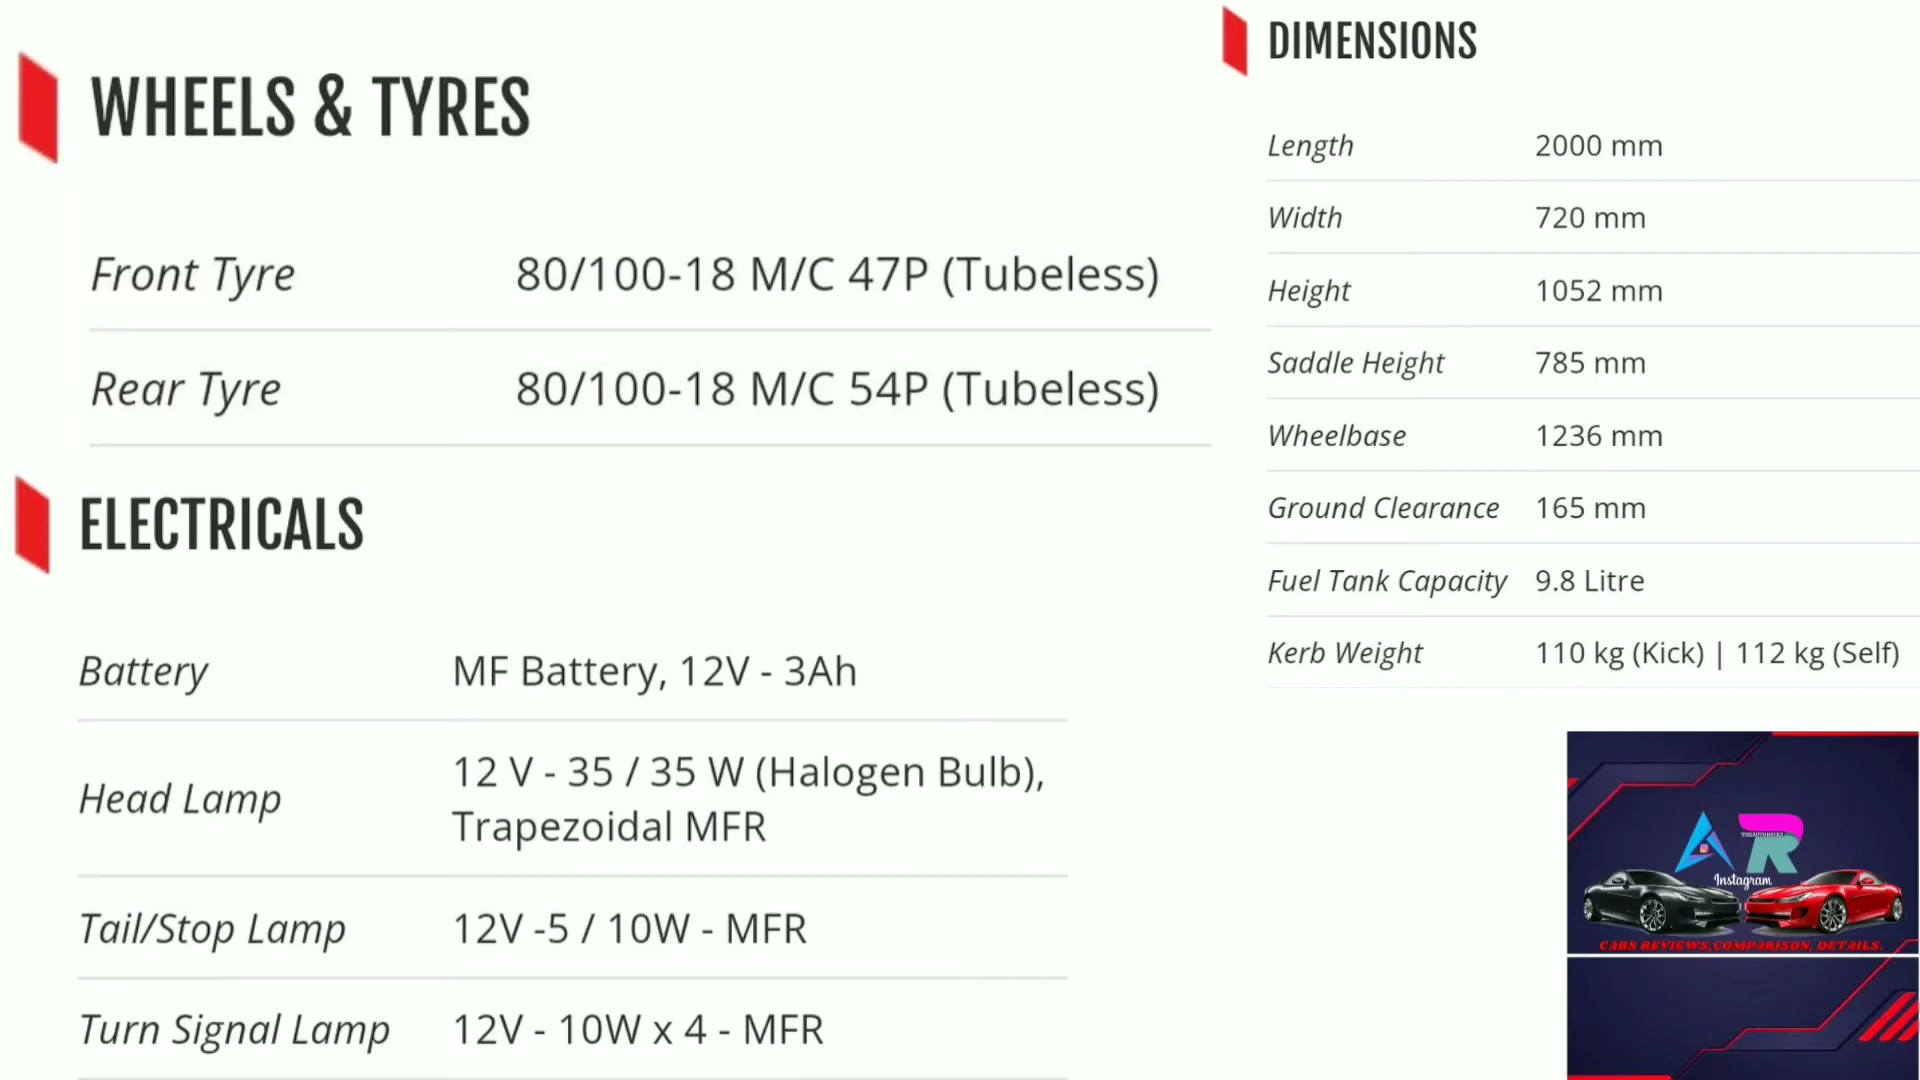 WHEELS & TYRES
Front Tyre 80/100-18 M/C 47P (Tubeless)
Rear Tyre 80/100-18 M/C 54P (Tubeless)
ELECTRICALS
Battery MF Battery, 12V - 3Ah
Head Lamp 12 V - 35 / 35 W (Halogen Bulb),
Trapezoidal MFR
Tail/Stop Lamp 12V -5 / 10W - MFR
Turn Signal Lamp 12V - 10W x 4 - MFR
DIMENSIONS
Length 2000 mm
Width 720 mm
Height 1052 mm
Saddle Height 785 mm
Wheelbase 1236 mm
Ground Clearance 165 mm
Fuel Tank Capacity 9.8 Litre
Kerb Weight 110 kg (Kick) | 112 kg (Self)
AR
Instagram
CARS REVIEWS,COMPARISON, DETAILS.